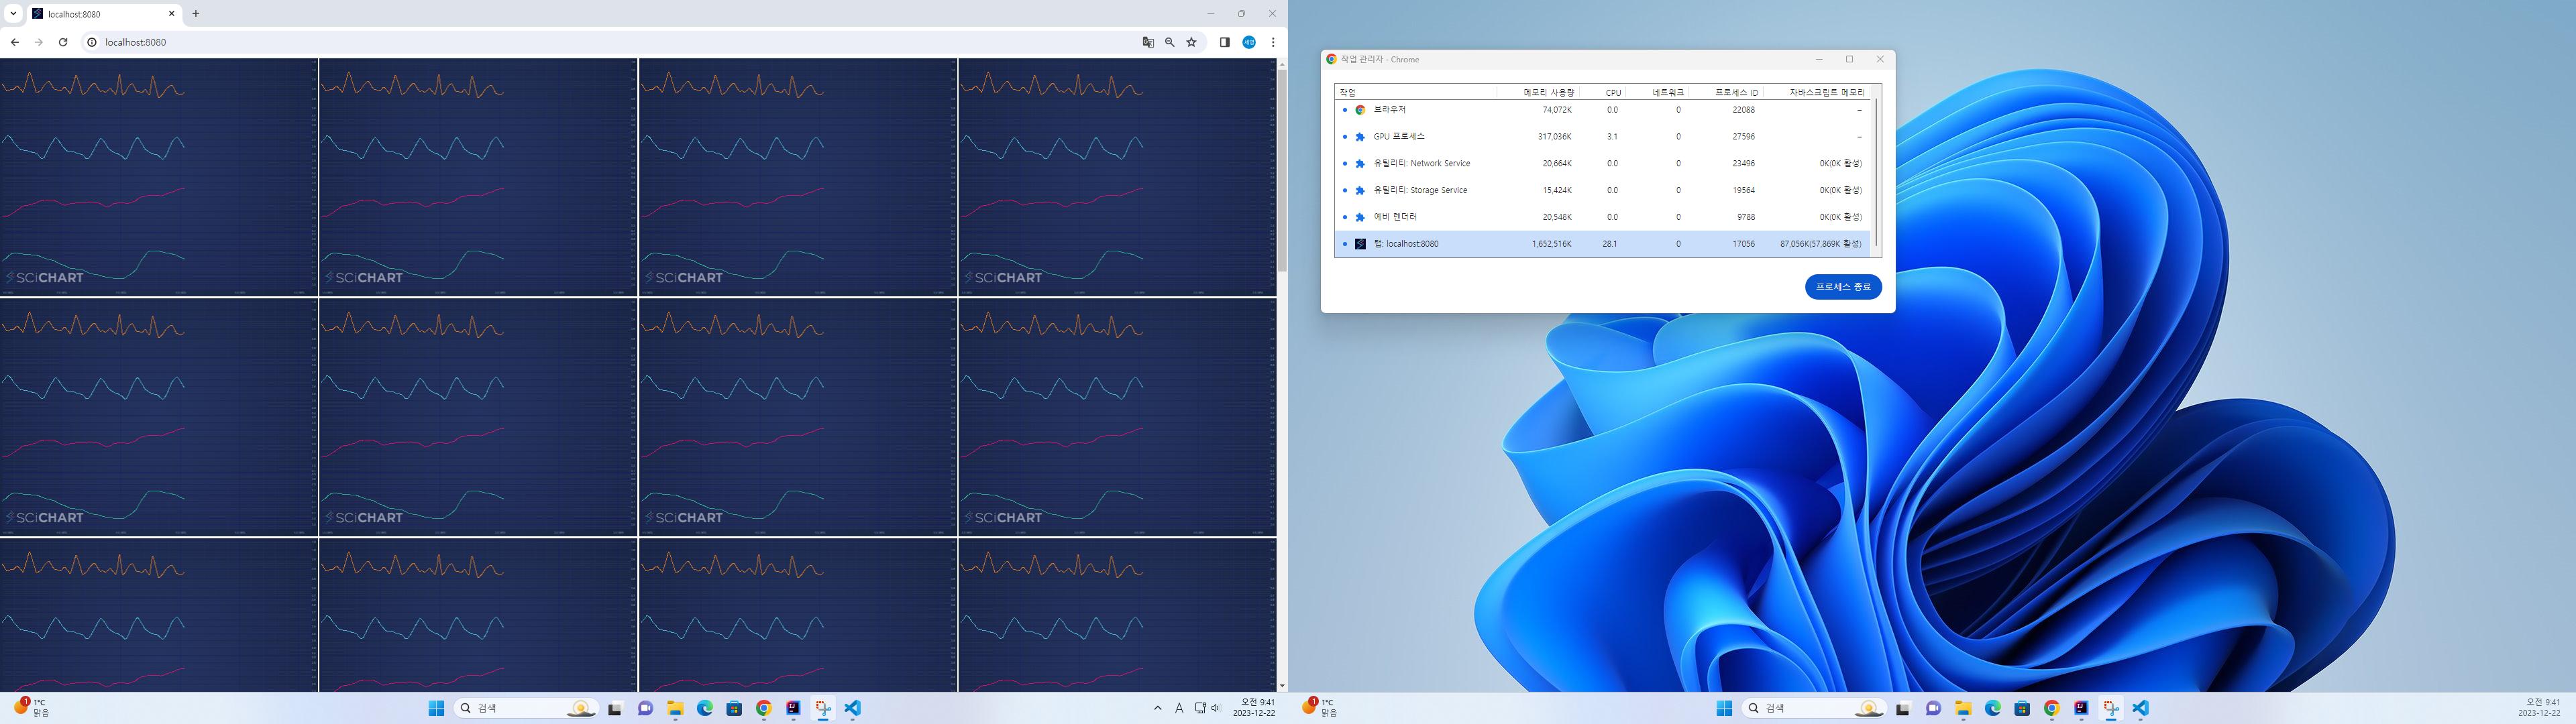 localhost:8080
localhost:8080
세영
SCICHART SCICHART SCICHART SCICHART
SCICHART SCICHART SCICHART SCICHART
1
1°C
맑음
검색
A
오전 9:41
2023-12-22
작업 관리자 - Chrome
작업 메모리 사용량 CPU 네트워크 프로세스 ID 자바스크립트 메모리
브라우저 74,072K 0.0 0 22088 –
GPU 프로세스 317,036K 3.1 0 27596 –
유틸리티: Network Service 20,664K 0.0 0 23496 0K(0K 활성)
유틸리티: Storage Service 15,424K 0.0 0 19564 0K(0K 활성)
예비 렌더러 20,548K 0.0 0 9788 0K(0K 활성)
탭: localhost:8080 1,652,516K 28.1 0 17056 87,056K(57,869K 활성)
프로세스 종료
1
1°C
맑음
검색
오전 9:41
2023-12-22